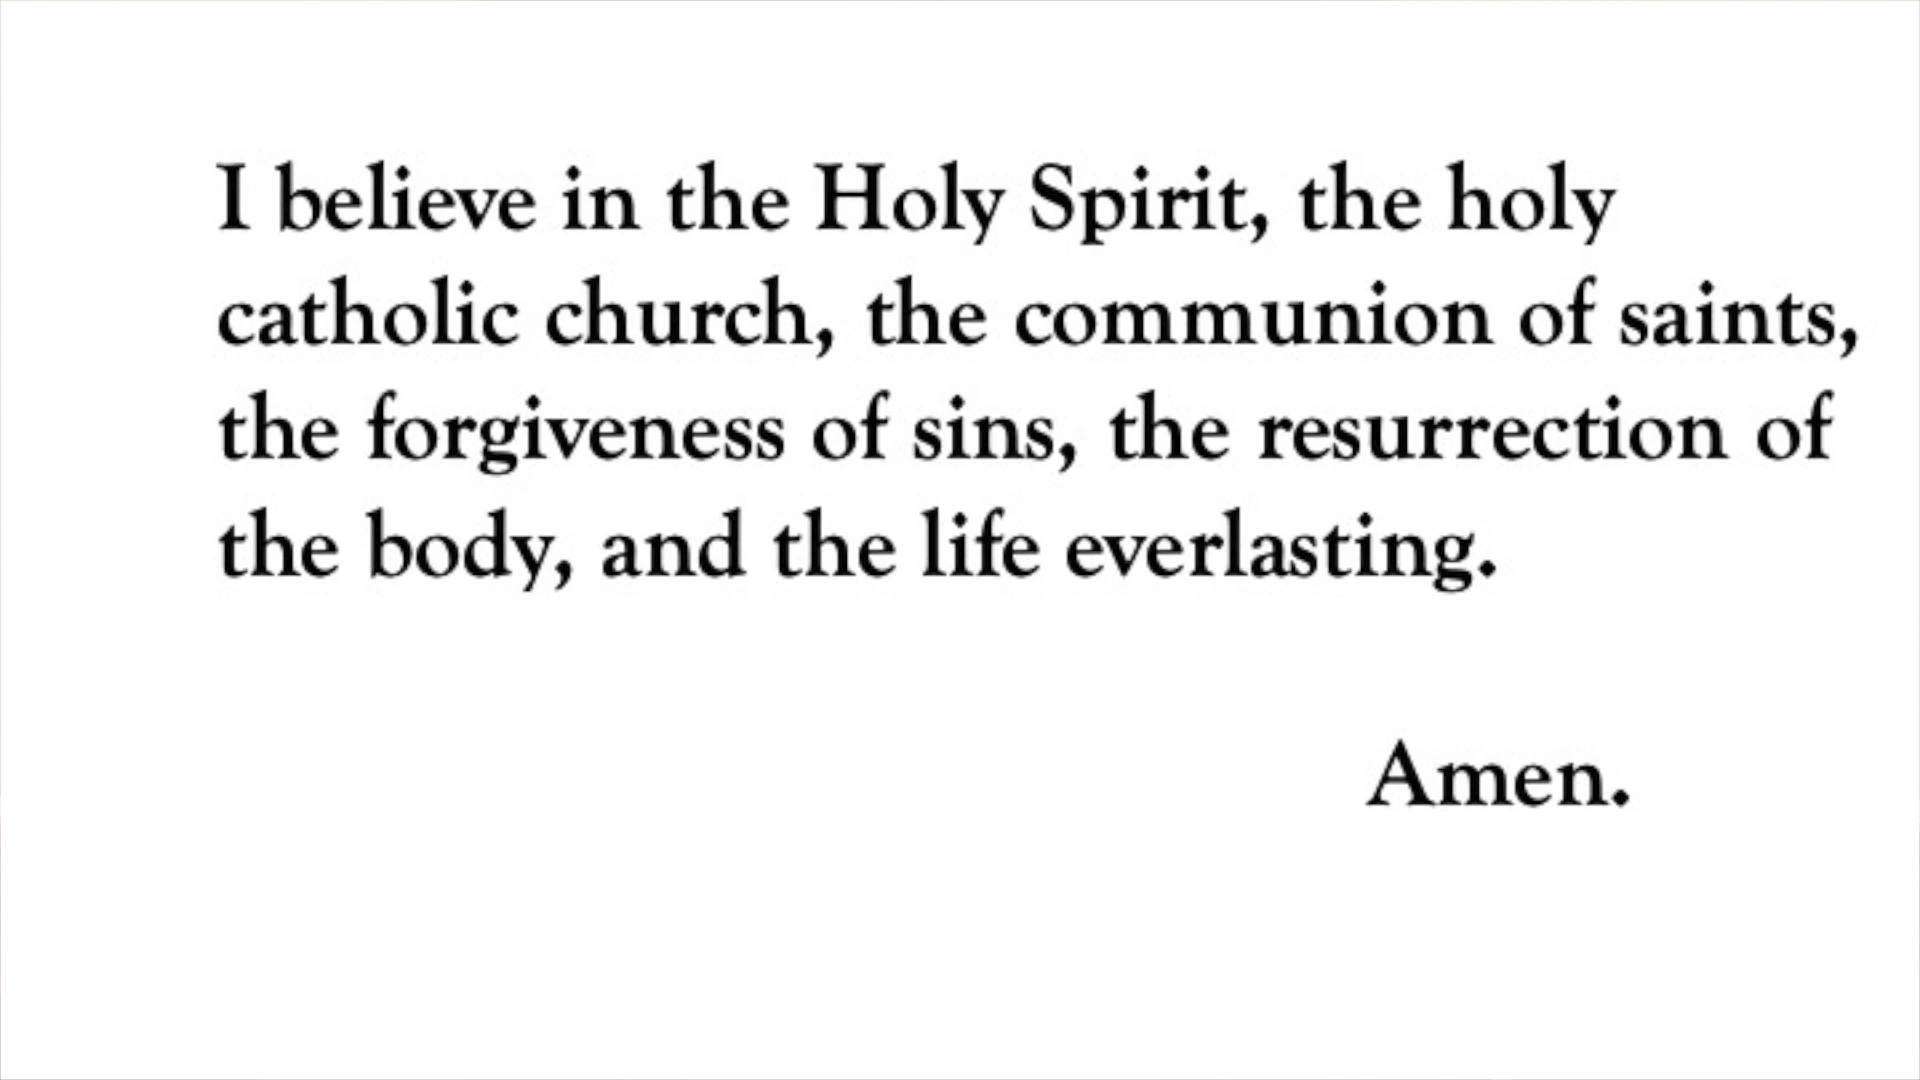 I believe in the Holy Spirit, the holy
catholic church, the communion of saints,
the forgiveness of sins, the resurrection of
the body, and the life everlasting.
Amen.